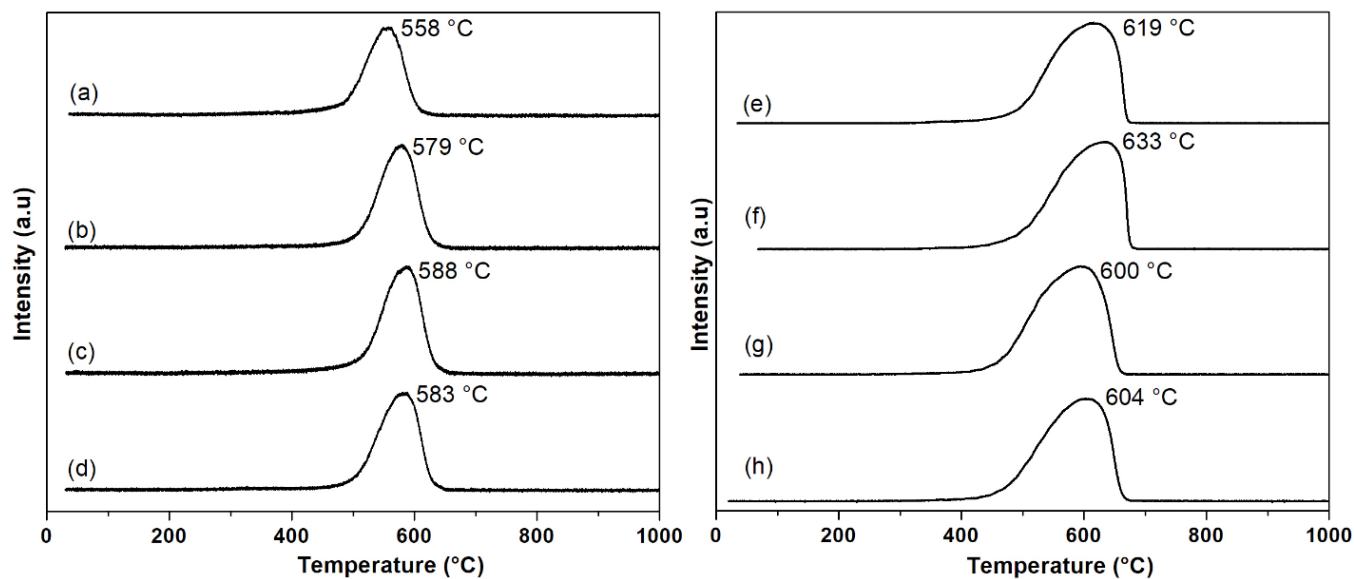 558 °C
(a)
579 °C
(b)
588 °C
(c)
583 °C
(d)
Intensity (a.u)
0 200 400 600 800 1000
Temperature (°C)
619 °C
(e)
633 °C
(f)
600 °C
(g)
604 °C
(h)
Intensity (a.u)
0 200 400 600 800 1000
Temperature (°C)